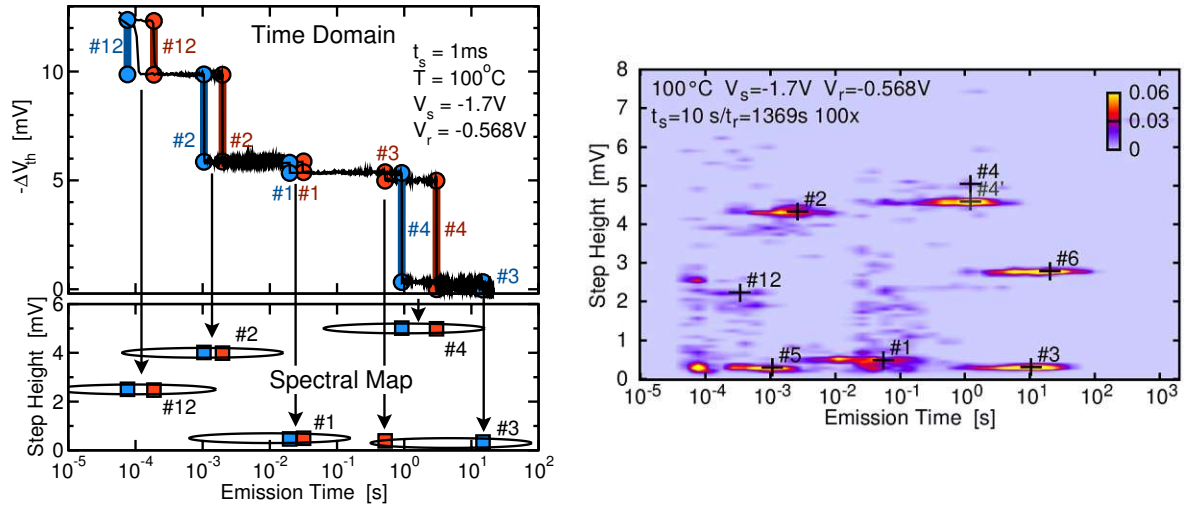 Time Domain
t_s = 1ms
T = 100°C
V_s = -1.7V
V_r = -0.568V
-ΔV_th [mV]
10
5
0
#12
#12
#2
#2
#1
#1
#3
#4
#4
#3
Spectral Map
Step Height [mV]
6
4
2
0
#2
#12
#4
#1
#3
10^-5 10^-4 10^-3 10^-2 10^-1 10^0 10^1 10^2
Emission Time [s]
100°C V_s=-1.7V V_r=-0.568V
t_s=10 s/t_r=1369s 100x
0.06
0.03
0
Step Height [mV]
8
7
6
5
4
3
2
1
0
#4
#4'
#2
#6
#12
#5
#1
#3
10^-5 10^-4 10^-3 10^-2 10^-1 10^0 10^1 10^2 10^3
Emission Time [s]